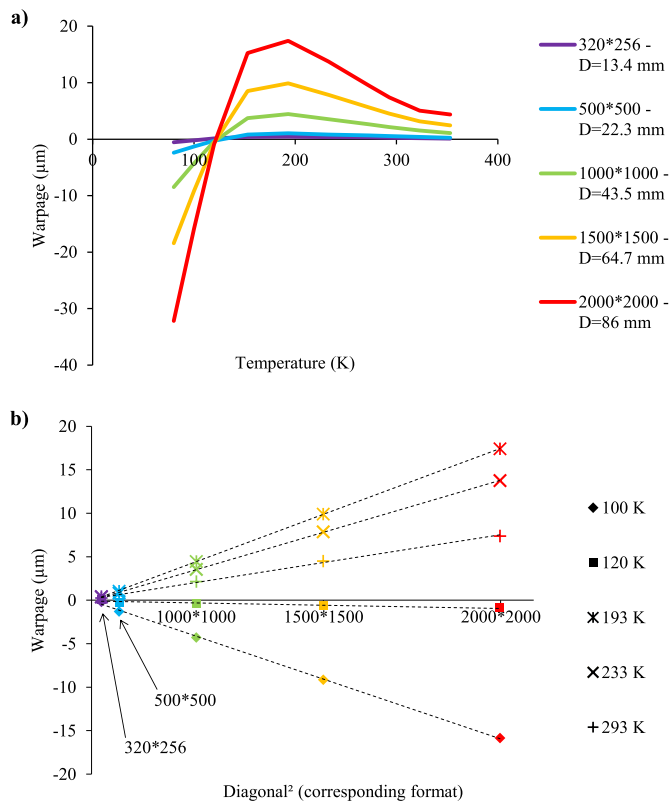 a)
20
10
0
-10
-20
-30
-40
0
100
200
300
400
Warpage (µm)
Temperature (K)
320*256 -
D=13.4 mm
500*500 -
D=22.3 mm
1000*1000 -
D=43.5 mm
1500*1500 -
D=64.7 mm
2000*2000 -
D=86 mm
b)
20
15
10
5
0
-5
-10
-15
-20
Warpage (µm)
1000*1000
1500*1500
2000*2000
500*500
320*256
Diagonal² (corresponding format)
100 K
120 K
193 K
233 K
293 K